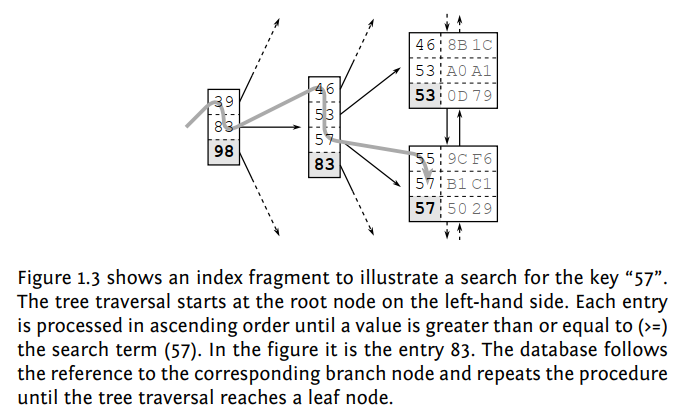 39
83
98
46
53
57
83
46 8B 1C
53 A0 A1
53 0D 79
55 9C F6
57 B1 C1
57 50 29
Figure 1.3 shows an index fragment to illustrate a search for the key “57”.
The tree traversal starts at the root node on the left-hand side. Each entry
is processed in ascending order until a value is greater than or equal to (>=)
the search term (57). In the figure it is the entry 83. The database follows
the reference to the corresponding branch node and repeats the procedure
until the tree traversal reaches a leaf node.